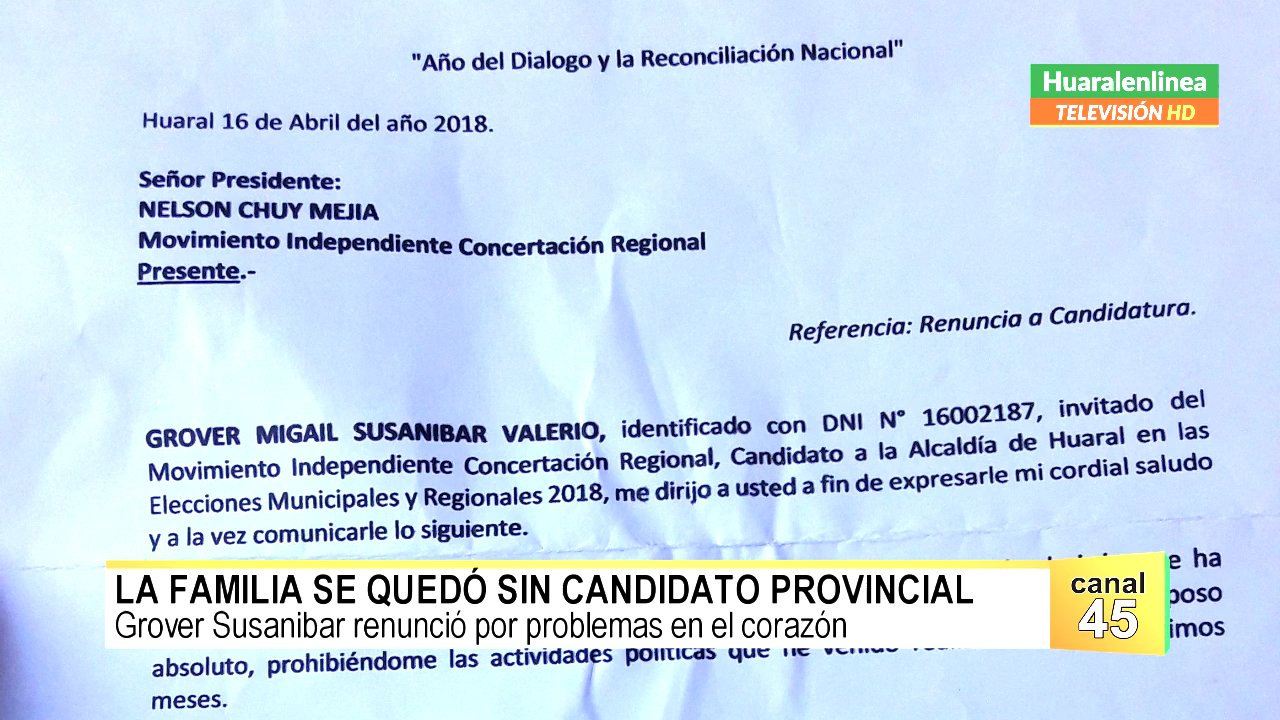 "Año del Dialogo y la Reconciliación Nacional"
Huaralenlinea
TELEVISIÓN HD
Huaral 16 de Abril del año 2018.
Señor Presidente:
NELSON CHUY MEJIA
Movimiento Independiente Concertación Regional
Presente.-
Referencia: Renuncia a Candidatura.
GROVER MIGAIL SUSANIBAR VALERIO, identificado con DNI N° 16002187, invitado del
Movimiento Independiente Concertación Regional, Candidato a la Alcaldía de Huaral en las
Elecciones Municipales y Regionales 2018, me dirijo a usted a fin de expresarle mi cordial saludo
y a la vez comunicarle lo siguiente.
ha
LA FAMILIA SE QUEDÓ SIN CANDIDATO PROVINCIAL
Grover Susanibar renunció por problemas en el corazón
canal
45
absoluto, prohibiéndome las actividades políticas que he
meses.